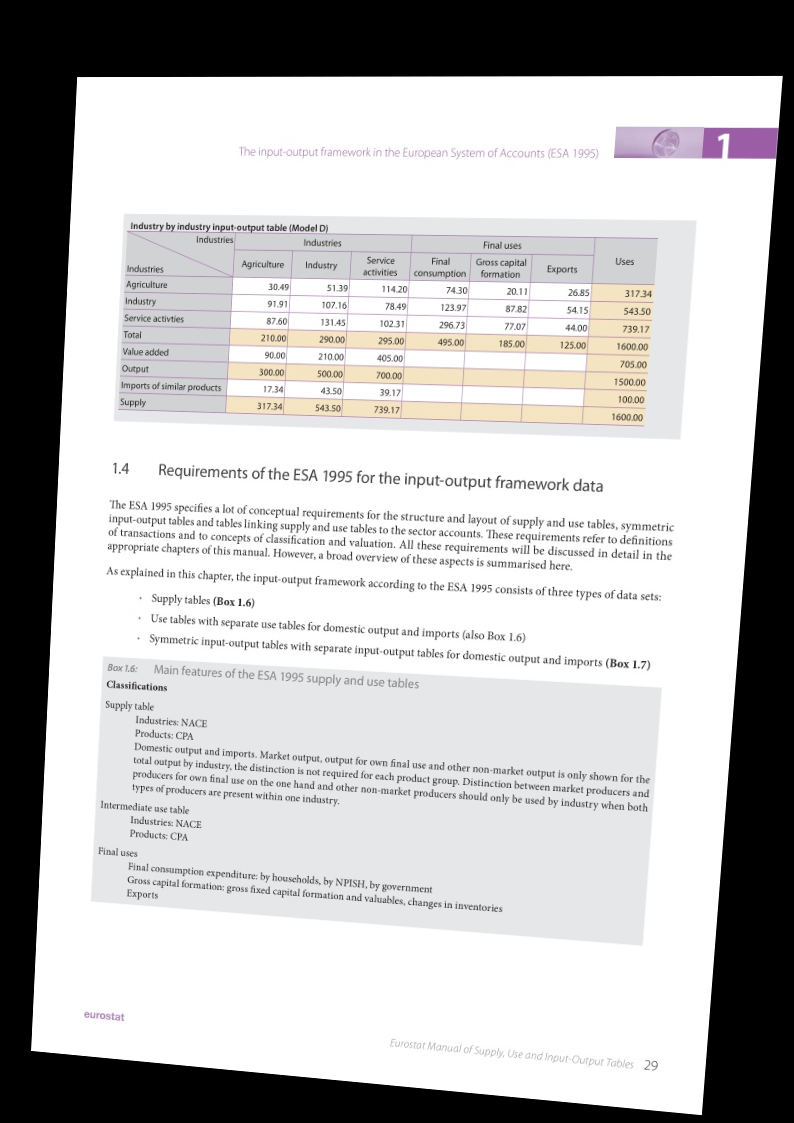 The input-output framework in the European System of Accounts (ESA 1995)
1
Industry by industry input-output table (Model D)
Industries Industries Final uses Uses
Industries Agriculture Industry Service activities Final consumption Gross capital formation Exports
Agriculture 30.49 51.39 114.20 74.30 20.11 26.85 317.34
Industry 91.91 107.16 78.49 123.97 87.82 54.15 543.50
Service activties 87.60 131.45 102.31 296.73 77.07 44.00 739.17
Total 210.00 290.00 295.00 495.00 185.00 125.00 1600.00
Value added 90.00 210.00 405.00 705.00
Output 300.00 500.00 700.00 1500.00
Imports of similar products 17.34 43.50 39.17 100.00
Supply 317.34 543.50 739.17 1600.00
1.4 Requirements of the ESA 1995 for the input-output framework data
The ESA 1995 specifies a lot of conceptual requirements for the structure and layout of supply and use tables, symmetric
input-output tables and tables linking supply and use tables to the sector accounts. These requirements refer to definitions
of transactions and to concepts of classification and valuation. All these requirements will be discussed in detail in the
appropriate chapters of this manual. However, a broad overview of these aspects is summarised here.
As explained in this chapter, the input-output framework according to the ESA 1995 consists of three types of data sets:
• Supply tables (Box 1.6)
• Use tables with separate use tables for domestic output and imports (also Box 1.6)
• Symmetric input-output tables with separate input-output tables for domestic output and imports (Box 1.7)
Box 1.6: Main features of the ESA 1995 supply and use tables
Classifications
Supply table
Industries: NACE
Products: CPA
Domestic output and imports. Market output, output for own final use and other non-market output is only shown for the
total output by industry, the distinction is not required for each product group. Distinction between market producers and
producers for own final use on the one hand and other non-market producers should only be used by industry when both
types of producers are present within one industry.
Intermediate use table
Industries: NACE
Products: CPA
Final uses
Final consumption expenditure: by households, by NPISH, by government
Gross capital formation: gross fixed capital formation and valuables, changes in inventories
Exports
eurostat
Eurostat Manual of Supply, Use and Input-Output Tables 29